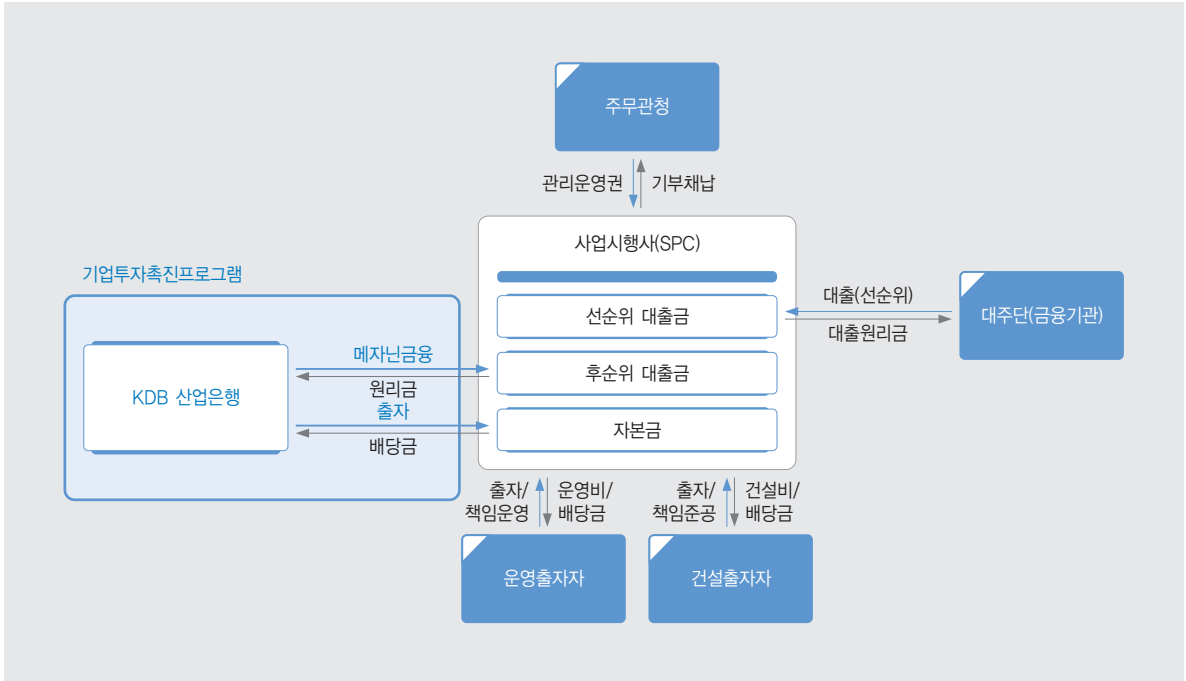 주무관청
관리운영권
기부채납
사업시행사(SPC)
기업투자촉진프로그램
선순위 대출금
대출(선순위)
대출원리금
대주단(금융기관)
KDB 산업은행
메자닌금융
원리금
출자
배당금
후순위 대출금
자본금
출자/
책임운영
운영비/
배당금
출자/
책임준공
건설비/
배당금
운영출자자
건설출자자